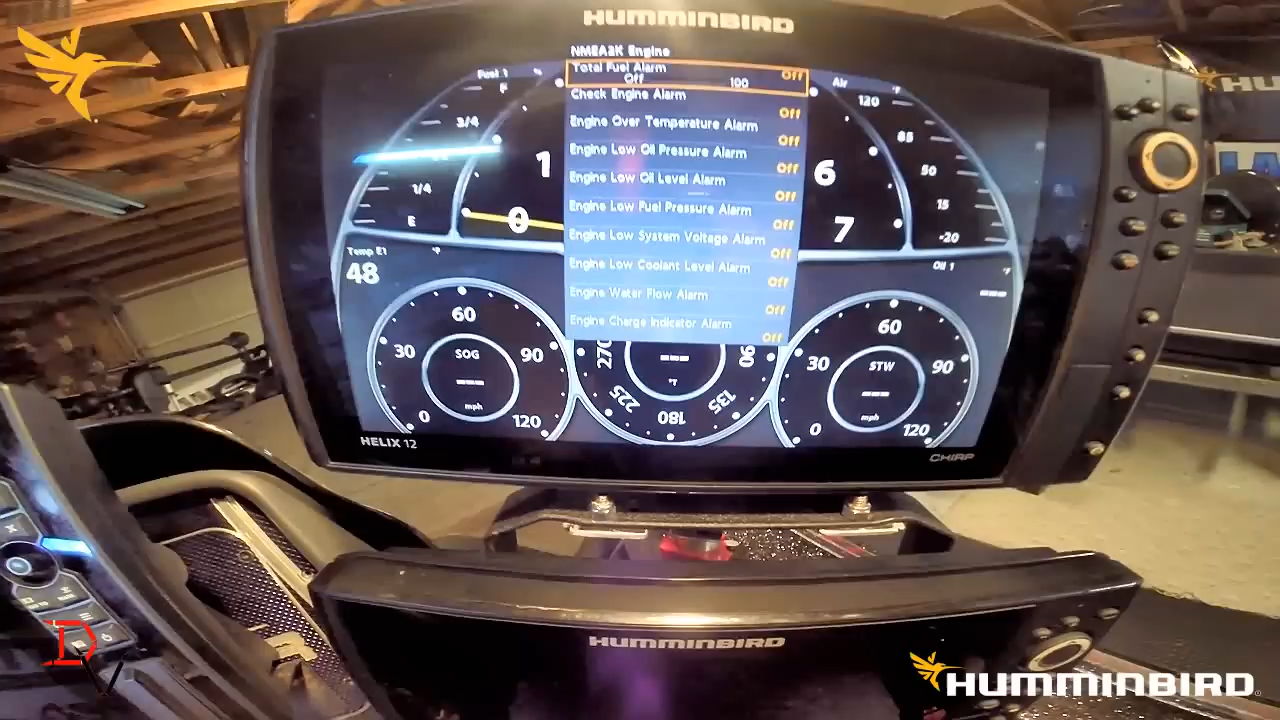 HUMMINBIRD
NMEA2K Engine
Total Fuel Alarm Off
Off 100
Check Engine Alarm Off
Engine Over Temperature Alarm Off
Engine Low Oil Pressure Alarm Off
Engine Low Oil Level Alarm Off
Engine Low Fuel Pressure Alarm Off
Engine Low System Voltage Alarm Off
Engine Low Coolant Level Alarm Off
Engine Water Flow Alarm Off
Engine Charge Indicator Alarm Off
Fuel 1 %
F
3/4
1/4
E
1
0
6
7
Air °F
120
85
50
15
-20
Temp E1 °F
48
Oil 1 °F
---
0 30 60 90 120
SOG
---
mph
270
225
180
135
90
---
°F
0 30 60 90 120
STW
---
mph
HELIX 12
CHIRP
HUMMINBIRD
HU
DV
HUMMINBIRD